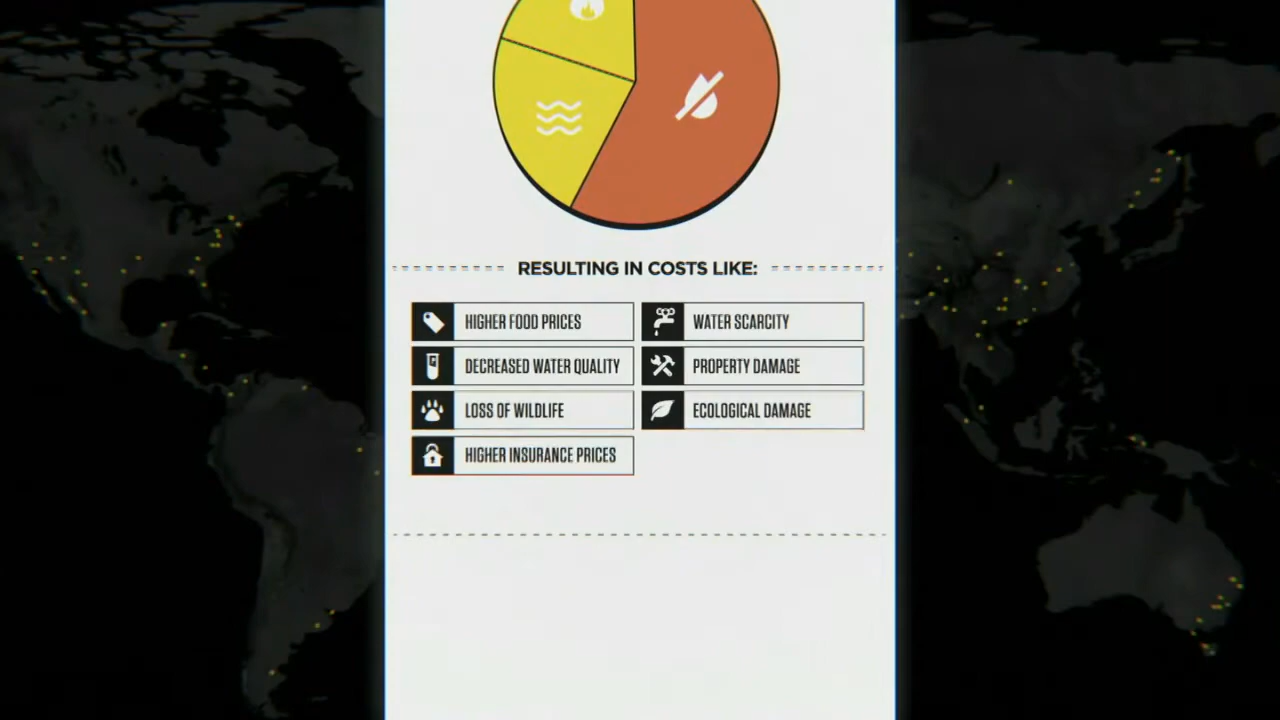 RESULTING IN COSTS LIKE:
HIGHER FOOD PRICES
WATER SCARCITY
DECREASED WATER QUALITY
PROPERTY DAMAGE
LOSS OF WILDLIFE
ECOLOGICAL DAMAGE
HIGHER INSURANCE PRICES